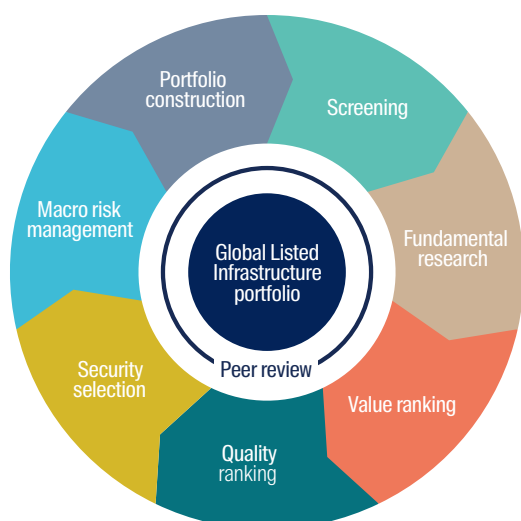 Portfolio
construction
Screening
Fundamental
research
Value ranking
Quality
ranking
Security
selection
Macro risk
management
Global Listed
Infrastructure
portfolio
Peer review